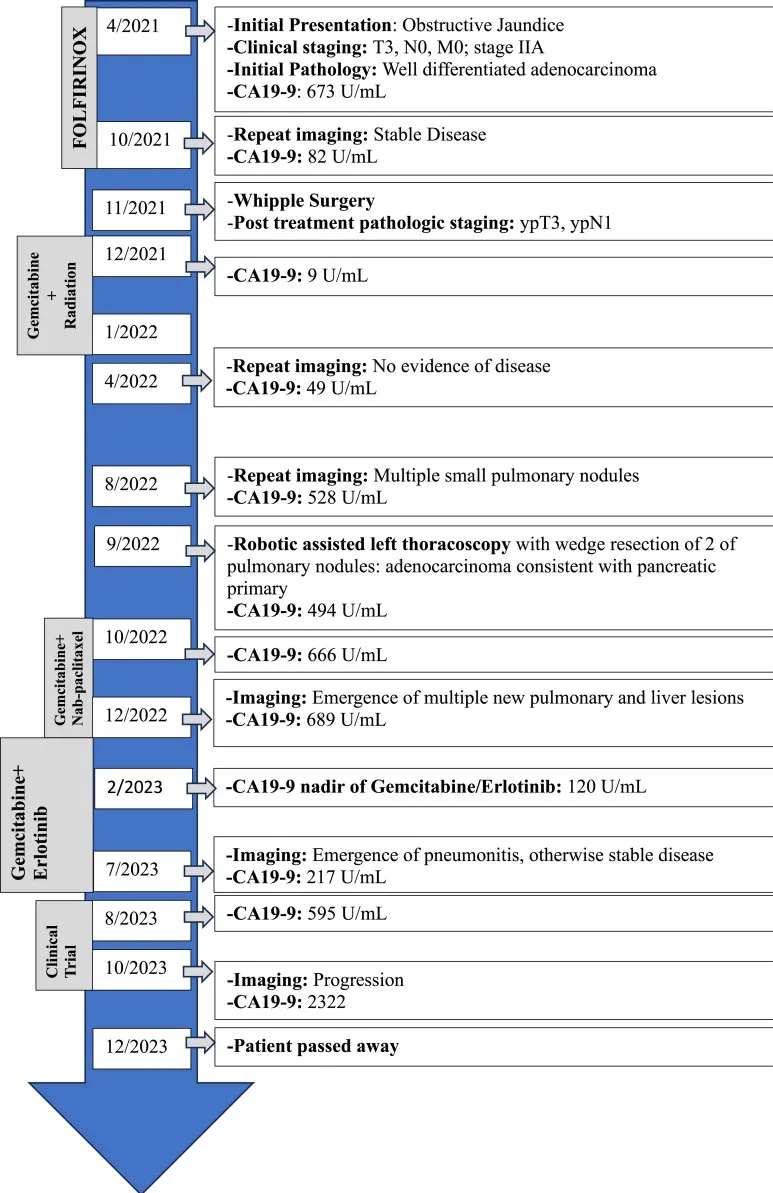 FOLFIRINOX
4/2021
-Initial Presentation: Obstructive Jaundice
-Clinical staging: T3, N0, M0; stage IIA
-Initial Pathology: Well differentiated adenocarcinoma
-CA19-9: 673 U/mL
10/2021
-Repeat imaging: Stable Disease
-CA19-9: 82 U/mL
11/2021
-Whipple Surgery
-Post treatment pathologic staging: ypT3, ypN1
Gemcitabine
+
Radiation
12/2021
-CA19-9: 9 U/mL
1/2022
4/2022
-Repeat imaging: No evidence of disease
-CA19-9: 49 U/mL
8/2022
-Repeat imaging: Multiple small pulmonary nodules
-CA19-9: 528 U/mL
9/2022
-Robotic assisted left thoracoscopy with wedge resection of 2 of
pulmonary nodules: adenocarcinoma consistent with pancreatic
primary
-CA19-9: 494 U/mL
Gemcitabine+
Nab-paclitaxel
10/2022
-CA19-9: 666 U/mL
12/2022
-Imaging: Emergence of multiple new pulmonary and liver lesions
-CA19-9: 689 U/mL
Gemcitabine+
Erlotinib
2/2023
-CA19-9 nadir of Gemcitabine/Erlotinib: 120 U/mL
7/2023
-Imaging: Emergence of pneumonitis, otherwise stable disease
-CA19-9: 217 U/mL
Clinical
Trial
8/2023
-CA19-9: 595 U/mL
10/2023
-Imaging: Progression
-CA19-9: 2322
12/2023
-Patient passed away